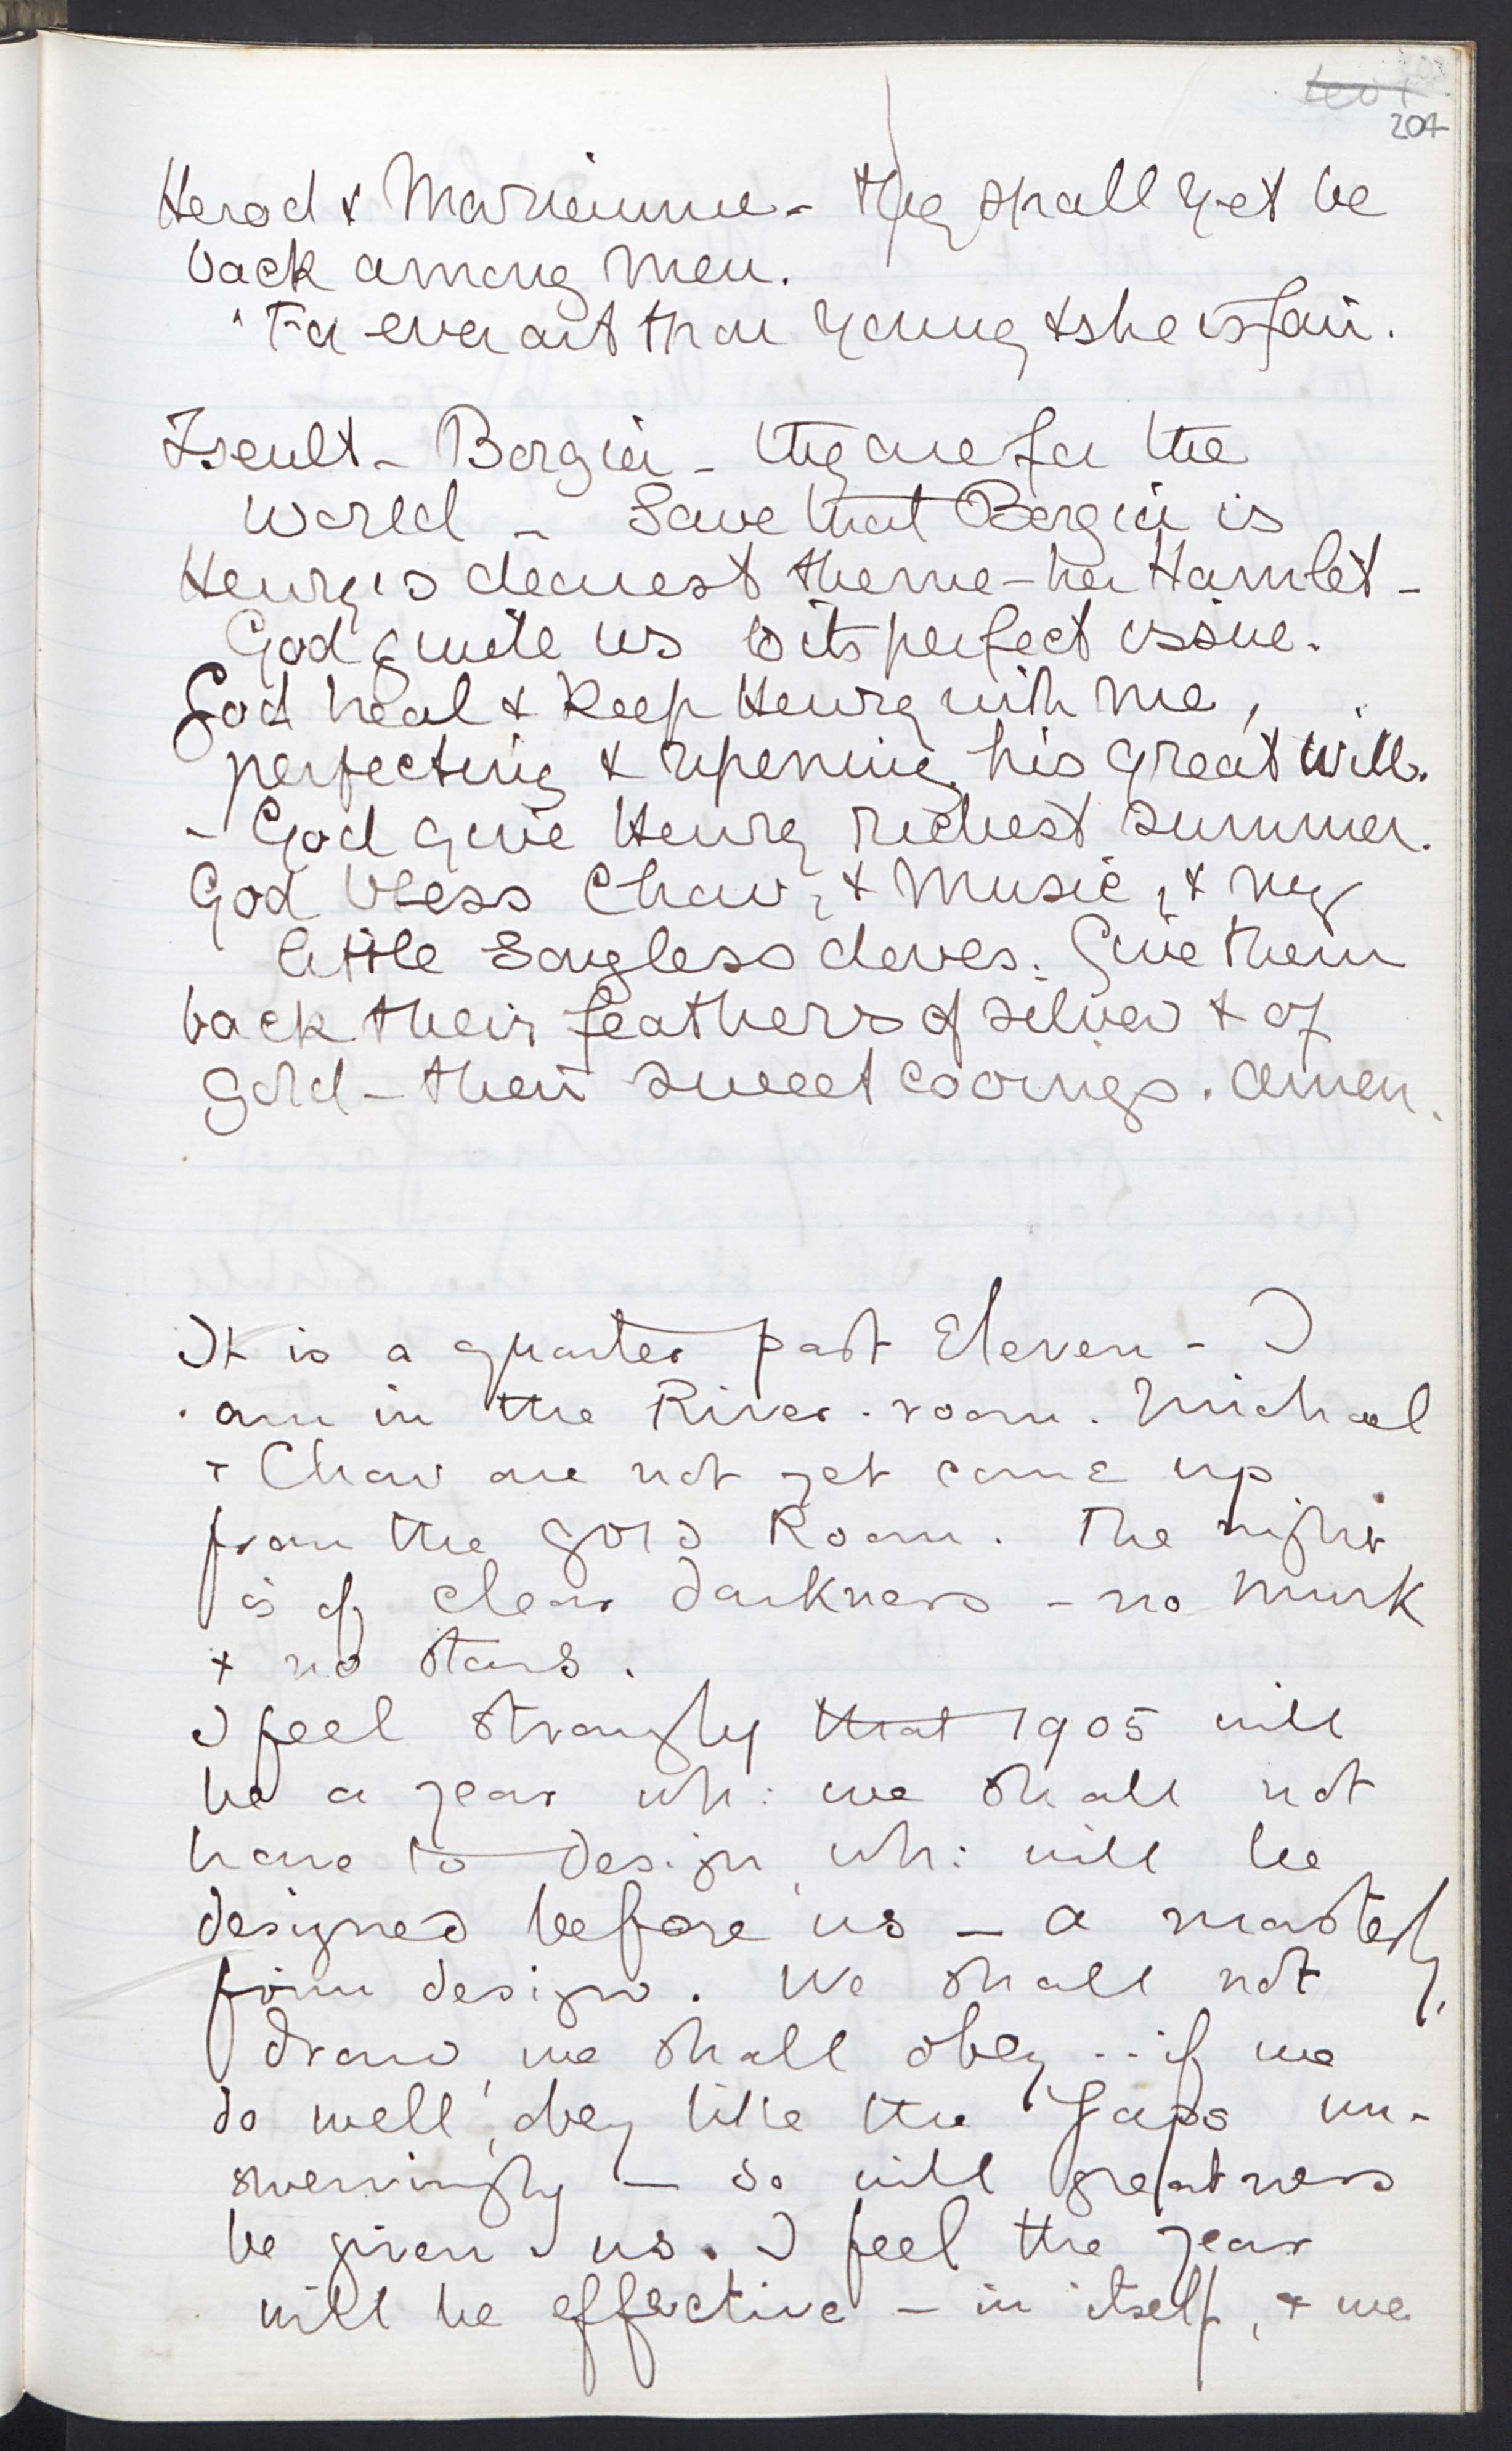 204
Herod & Mariamne - they shall yet be
back among men.
"For ever art thou young & she is fair.
Iseult - Borgia - they are for the
World - Save that Borgia is
Henry's dearest theme - her Hamlet -
God guide us to its perfect issue.
God heal & keep Henry with me,
perfecting & ripening his great will.
- God give Henry richest summer.
God bless Chow, & Music, & my
little songless doves. Give them
back their feathers of silver & of
gold - their sweet cooings. Amen.
It is a quarter past Eleven - I
am in the River-room. Michael
+ Chow are not yet come up
from the Gold Room. The night
is of clear darkness - no murk
+ no stars.
I feel strongly that 1905 will
be a year wh: we shall not
have to design, wh: will be
designed before us - a masterly,
firm design. We shall not
draw, we shall obey .. if we
do well, obey like the Japs un-
swervingly - so will greatness
be given us. I feel the year
will be effective - in itself, + we